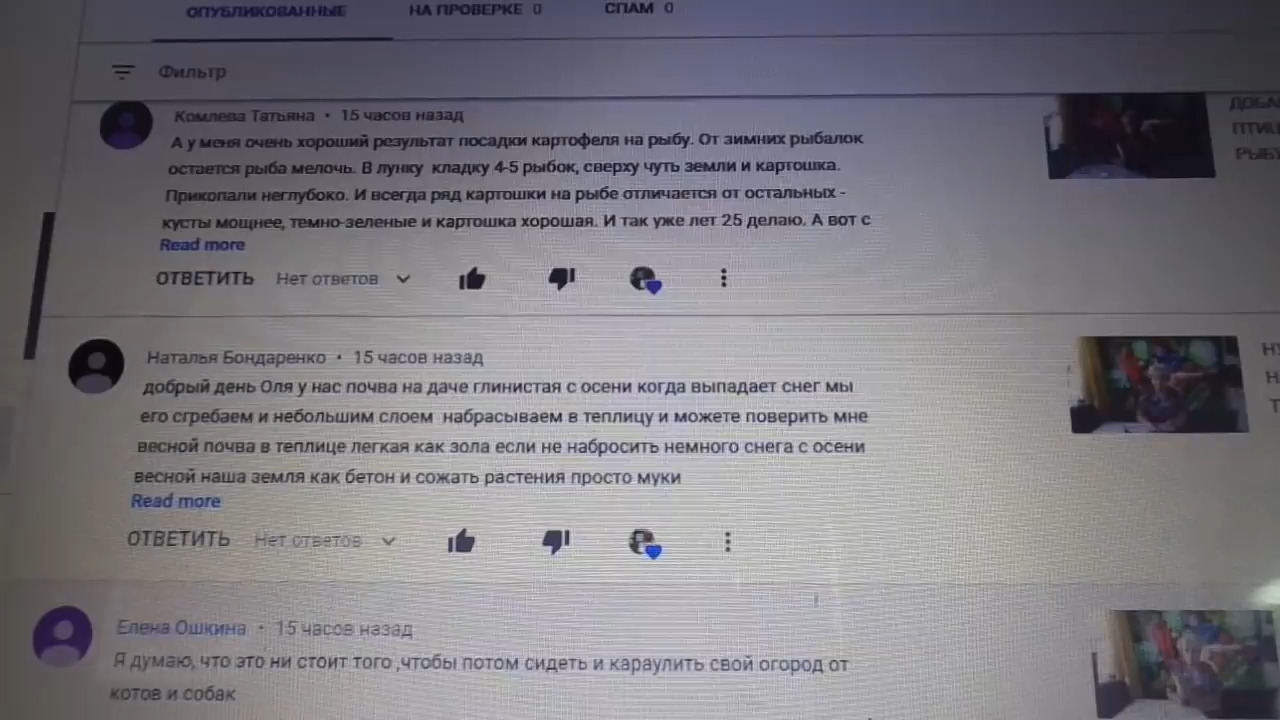 ОПУБЛИКОВАННЫЕ НА ПРОВЕРКЕ 0 СПАМ 0
Фильтр
Комлева Татьяна • 15 часов назад
А у меня очень хороший результат посадки картофеля на рыбу. От зимних рыбалок
остается рыба мелочь. В лунку кладку 4-5 рыбок, сверху чуть земли и картошка.
Прикопали неглубоко. И всегда ряд картошки на рыбе отличается от остальных -
кусты мощнее, темно-зеленые и картошка хорошая. И так уже лет 25 делаю. А вот с
Read more
ОТВЕТИТЬ Нет ответов
ДОБА
ПТИЦ
РЫБУ
Наталья Бондаренко • 15 часов назад
добрый день Оля у нас почва на даче глинистая с осени когда выпадает снег мы
его сгребаем и небольшим слоем набрасываем в теплицу и можете поверить мне
весной почва в теплице легкая как зола если не набросить немного снега с осени
весной наша земля как бетон и сожать растения просто муки
Read more
ОТВЕТИТЬ Нет ответов
Елена Ошкина • 15 часов назад
Я думаю, что это ни стоит того ,чтобы потом сидеть и караулить свой огород от
котов и собак